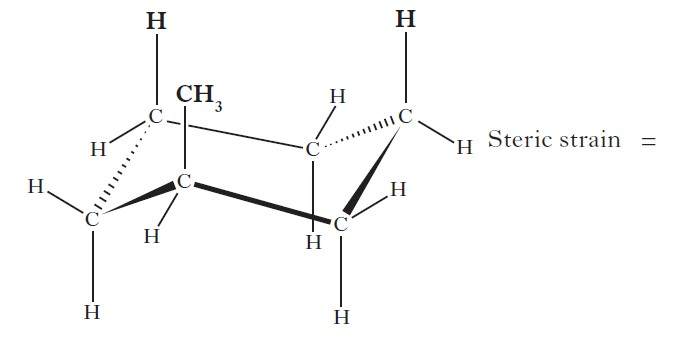 H H
CH3 H
C C
H C H Steric strain =
H C H
C C
H H
H H